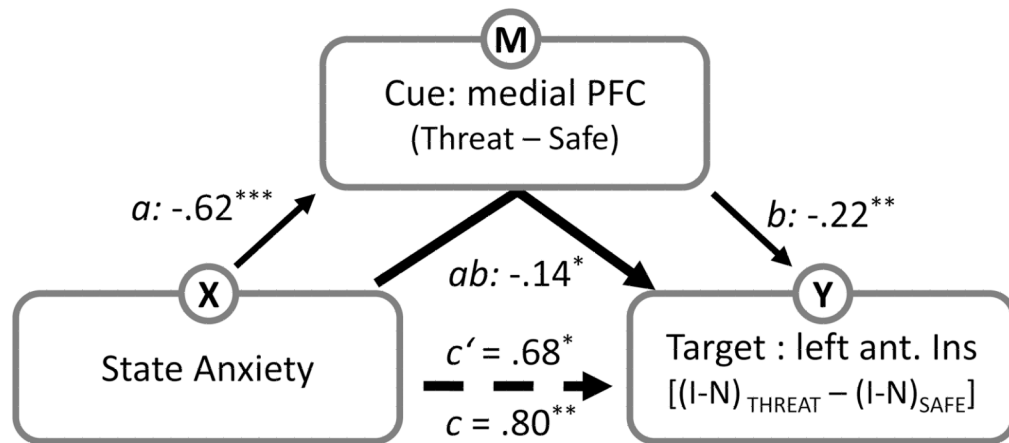 M
Cue: medial PFC
(Threat – Safe)
a: -.62***
b: -.22**
ab: -.14*
X
State Anxiety
c‘ = .68*
c = .80**
Y
Target : left ant. Ins
[(I-N) THREAT – (I-N)SAFE]